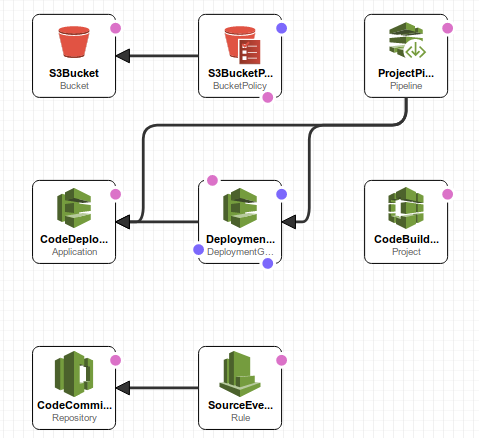 S3Bucket
Bucket
S3BucketP...
BucketPolicy
ProjectPi...
Pipeline
CodeDeplo...
Application
Deploymen...
DeploymentG...
CodeBuild...
Project
CodeCommi...
Repository
SourceEve...
Rule